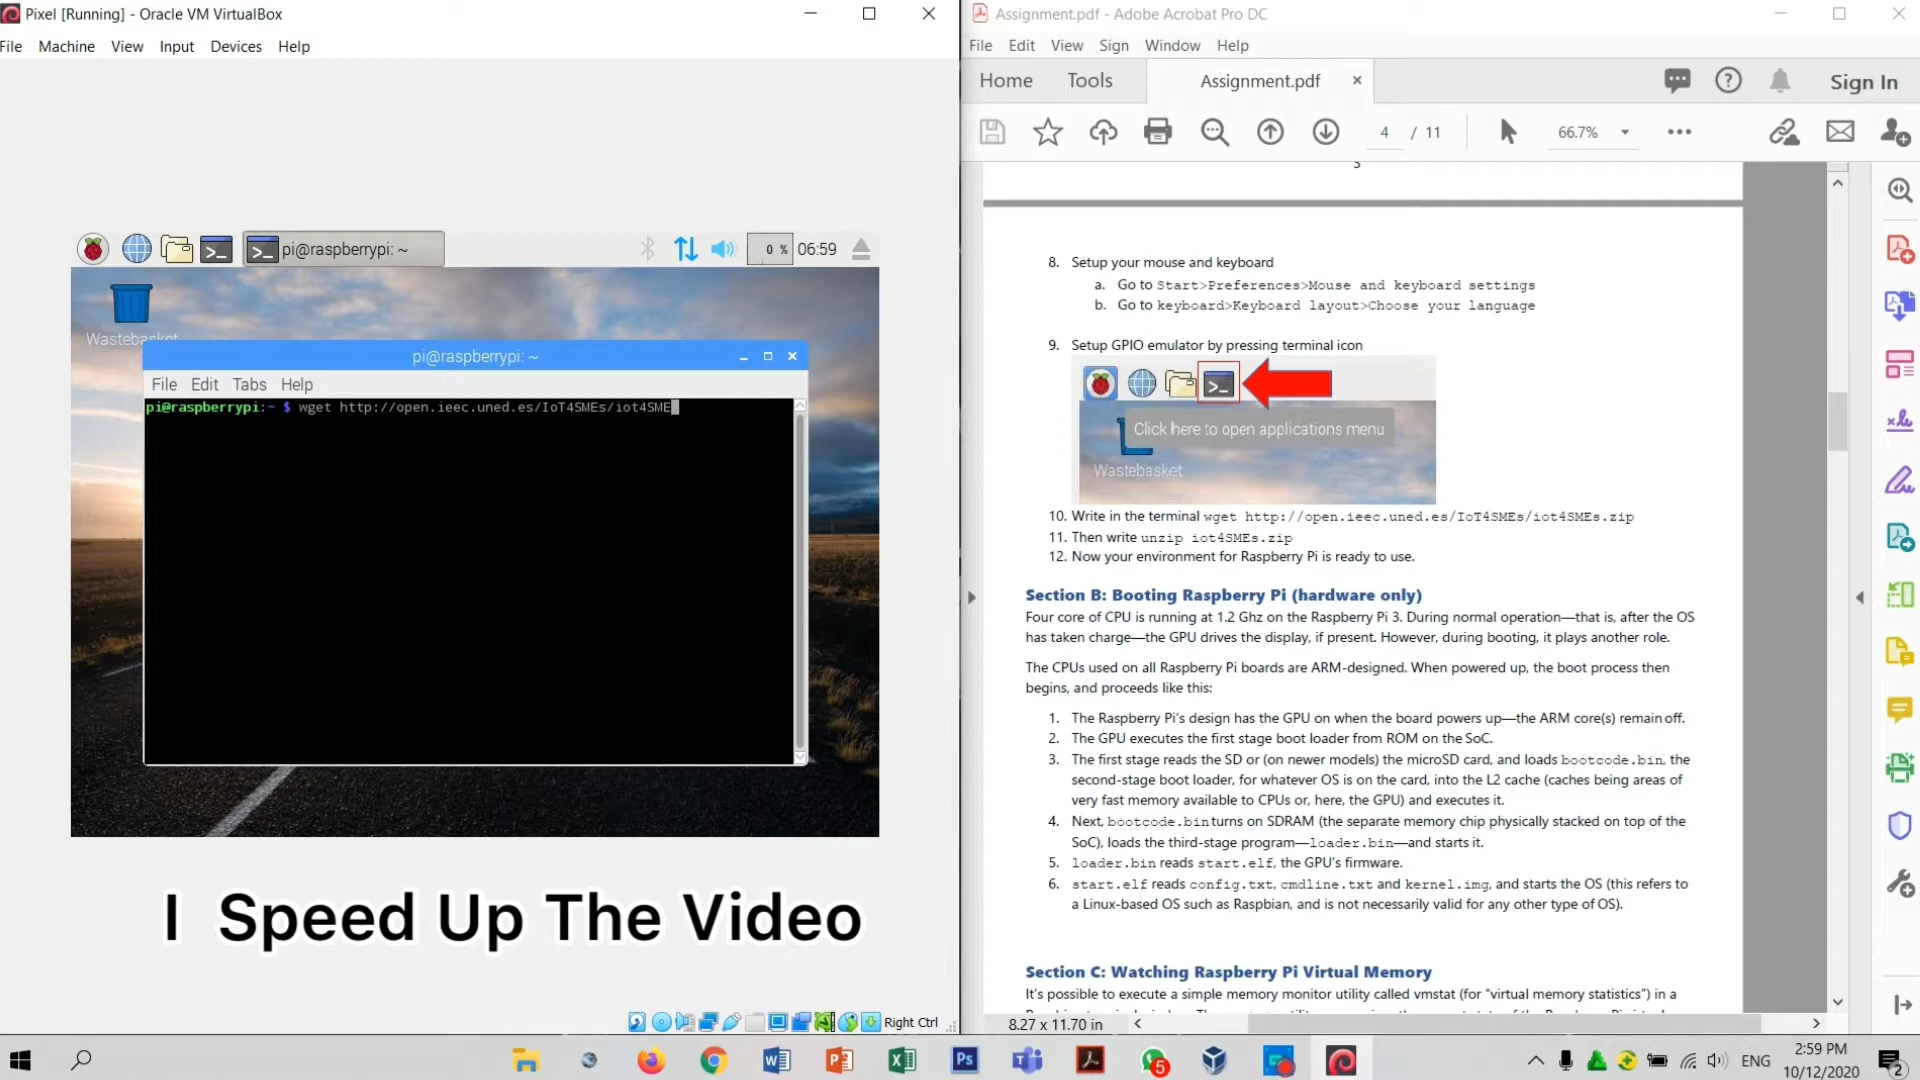 Pixel [Running] - Oracle VM VirtualBox
File Machine View Input Devices Help
pi@raspberrypi: ~
0 % 06:59
Wastebasket
pi@raspberrypi: ~
File Edit Tabs Help
pi@raspberrypi:~ $ wget http://open.ieec.uned.es/IoT4SMEs/iot4SME
I Speed Up The Video
Right Ctrl
Assignment.pdf - Adobe Acrobat Pro DC
File Edit View Sign Window Help
Home Tools Assignment.pdf × Sign In
4 / 11 66.7%
3
8. Setup your mouse and keyboard
a. Go to Start>Preferences>Mouse and keyboard settings
b. Go to keyboard>Keyboard layout>Choose your language
9. Setup GPIO emulator by pressing terminal icon
Click here to open applications menu
Wastebasket
10. Write in the terminal wget http://open.ieec.uned.es/IoT4SMEs/iot4SMEs.zip
11. Then write unzip iot4SMEs.zip
12. Now your environment for Raspberry Pi is ready to use.
Section B: Booting Raspberry Pi (hardware only)
Four core of CPU is running at 1.2 Ghz on the Raspberry Pi 3. During normal operation—that is, after the OS
has taken charge—the GPU drives the display, if present. However, during booting, it plays another role.
The CPUs used on all Raspberry Pi boards are ARM-designed. When powered up, the boot process then
begins, and proceeds like this:
1. The Raspberry Pi's design has the GPU on when the board powers up—the ARM core(s) remain off.
2. The GPU executes the first stage boot loader from ROM on the SoC.
3. The first stage reads the SD or (on newer models) the microSD card, and loads bootcode.bin, the
second-stage boot loader, for whatever OS is on the card, into the L2 cache (caches being areas of
very fast memory available to CPUs or, here, the GPU) and executes it.
4. Next, bootcode.bin turns on SDRAM (the separate memory chip physically stacked on top of the
SoC), loads the third-stage program—loader.bin—and starts it.
5. loader.bin reads start.elf, the GPU's firmware.
6. start.elf reads config.txt, cmdline.txt and kernel.img, and starts the OS (this refers to
a Linux-based OS such as Raspbian, and is not necessarily valid for any other type of OS).
Section C: Watching Raspberry Pi Virtual Memory
It's possible to execute a simple memory monitor utility called vmstat (for "virtual memory statistics") in a
8.27 x 11.70 in
5
ENG
2:59 PM
10/12/2020
2